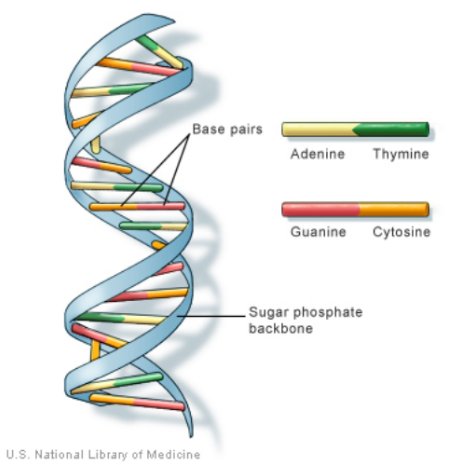 Base pairs
Adenine Thymine
Guanine Cytosine
Sugar phosphate
backbone
U.S. National Library of Medicine